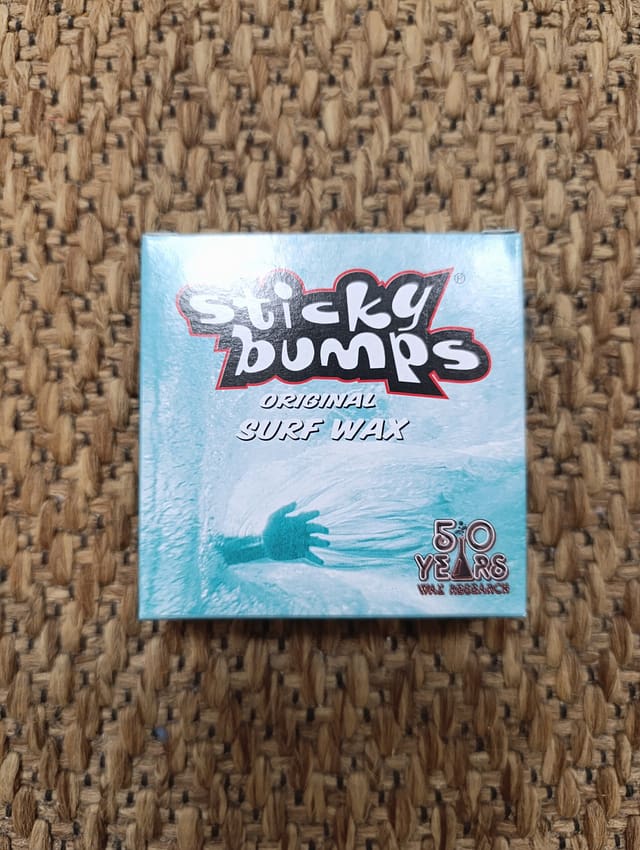 sticky
bumps®
ORIGINAL
SURF WAX
50
YEARS
WAX RESEARCH